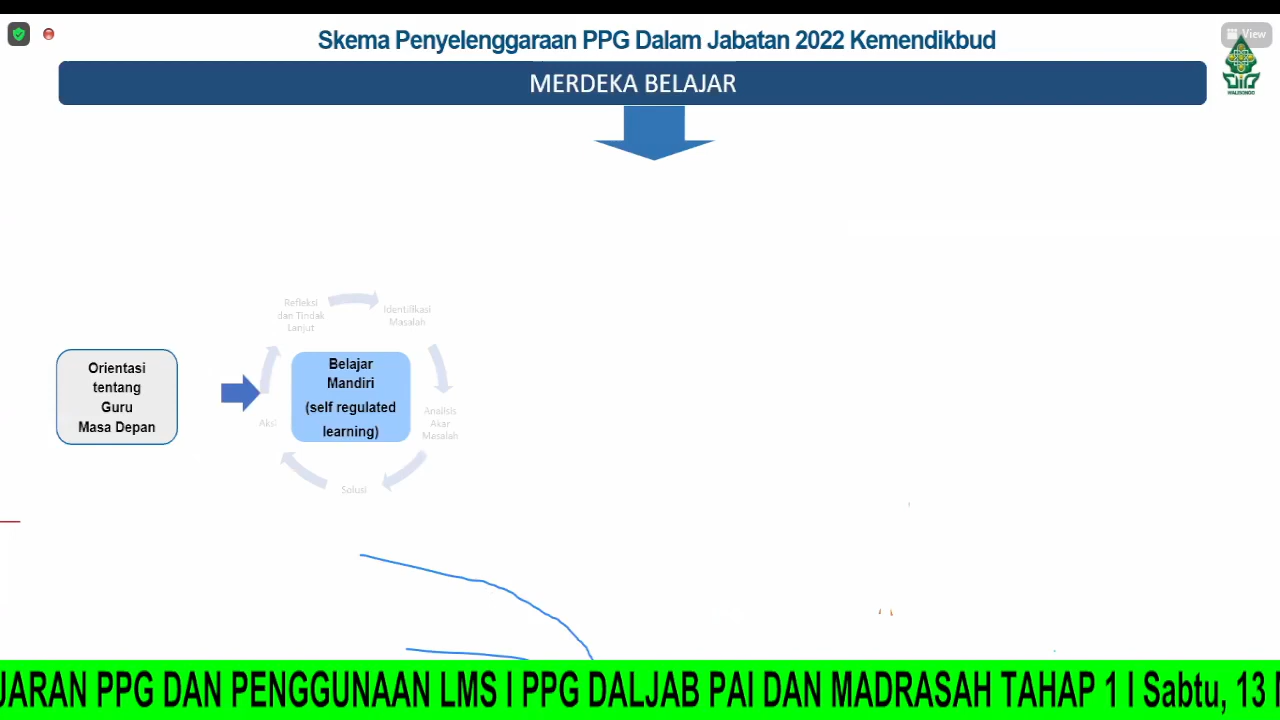 Skema Penyelenggaraan PPG Dalam Jabatan 2022 Kemendikbud
View
MERDEKA BELAJAR
WALISONGO
Refleksi
dan Tindak
Lanjut
Identifikasi
Masalah
Orientasi
tentang
Guru
Masa Depan
Belajar
Mandiri
(self regulated
learning)
Analisis
Akar
Masalah
Aksi
Solusi
JARAN PPG DAN PENGGUNAAN LMS I PPG DALJAB PAI DAN MADRASAH TAHAP 1 I Sabtu, 13